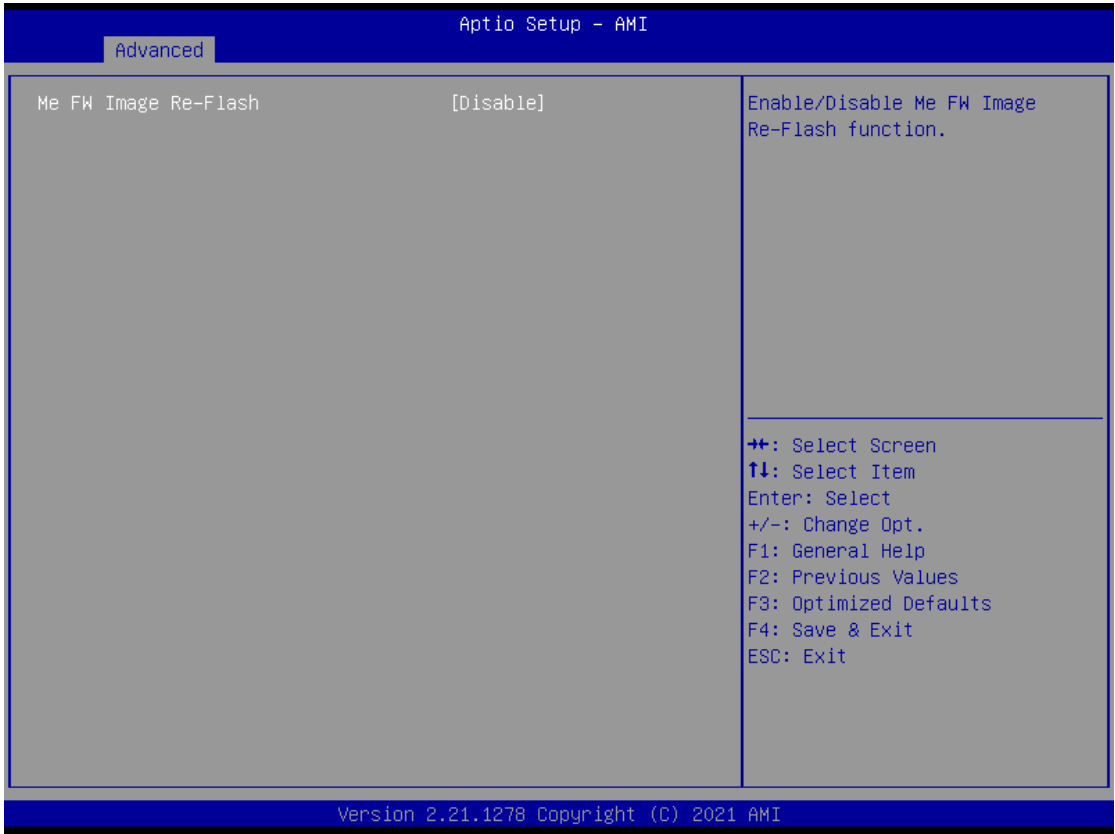 Aptio Setup - AMI
Advanced
Me FW Image Re-Flash [Disable]
Enable/Disable Me FW Image
Re-Flash function.
→←: Select Screen
↑↓: Select Item
Enter: Select
+/-: Change Opt.
F1: General Help
F2: Previous Values
F3: Optimized Defaults
F4: Save & Exit
ESC: Exit
Version 2.21.1278 Copyright (C) 2021 AMI